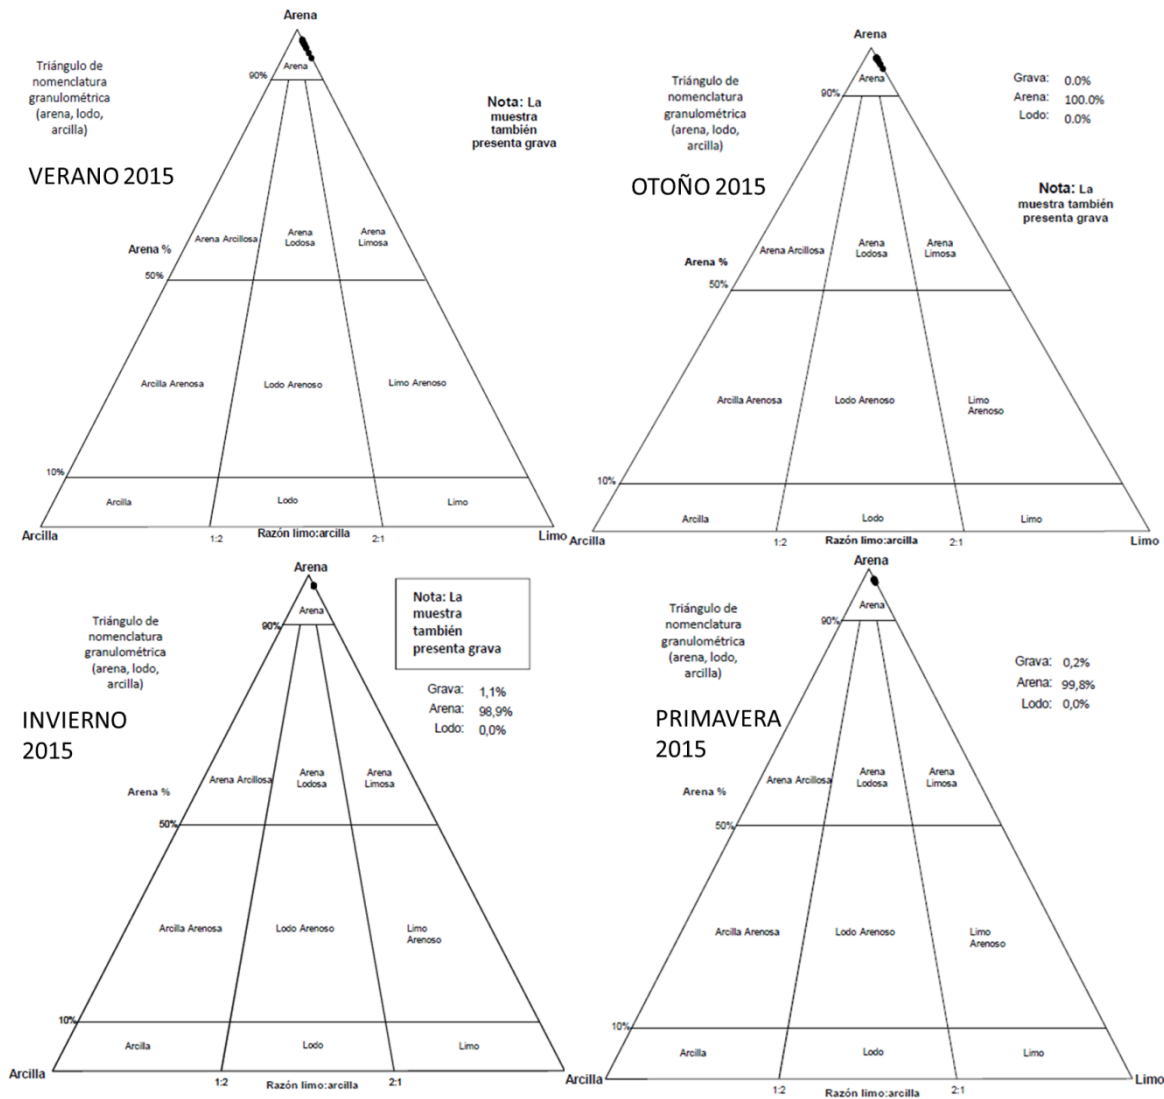 Arena
Triángulo de
nomenclatura
granulométrica
(arena, lodo,
arcilla)
90%
Arena
Nota: La
muestra
también
presenta grava
VERANO 2015
Arena Arcillosa
Arena
Lodosa
Arena
Limosa
Arena %
50%
Arcilla Arenosa
Lodo Arenoso
Limo Arenoso
10%
Arcilla
Lodo
Limo
Arcilla
1:2
Razón limo:arcilla
2:1
Limo
Arena
Triángulo de
nomenclatura
granulométrica
(arena, lodo,
arcilla)
90%
Arena
Grava: 0.0%
Arena: 100.0%
Lodo: 0.0%
OTOÑO 2015
Nota: La
muestra también
presenta grava
Arena Arcillosa
Arena
Lodosa
Arena
Limosa
Arena %
50%
Arcilla Arenosa
Lodo Arenoso
Limo
Arenoso
10%
Arcilla
Lodo
Limo
Arcilla
1:2
Razón limo:arcilla
2:1
Limo
Arena
Triángulo de
nomenclatura
granulométrica
(arena, lodo,
arcilla)
90%
Arena
Nota: La
muestra
también
presenta grava
Grava: 1,1%
Arena: 98,9%
Lodo: 0,0%
INVIERNO
2015
Arena Arcillosa
Arena
Lodosa
Arena
Limosa
Arena %
50%
Arcilla Arenosa
Lodo Arenoso
Limo
Arenoso
10%
Arcilla
Lodo
Limo
Arcilla
1:2
Razón limo:arcilla
2:1
Arena
Triángulo de
nomenclatura
granulométrica
(arena, lodo,
arcilla)
90%
Arena
Grava: 0,2%
Arena: 99,8%
Lodo: 0,0%
PRIMAVERA
2015
Arena Arcillosa
Arena
Lodosa
Arena
Limosa
Arena %
50%
Arcilla Arenosa
Lodo Arenoso
Limo
Arenoso
10%
Arcilla
Lodo
Limo
Arcilla
1:2
Razón limo:arcilla
2:1
Limo